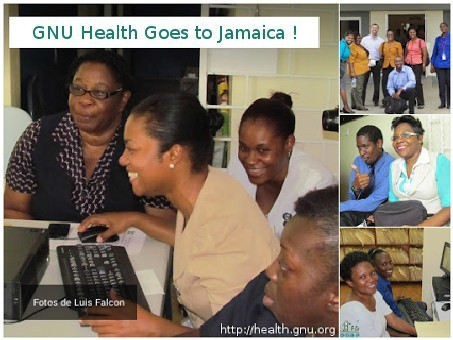 GNU Health Goes to Jamaica !
Fotos de Luis Falcon
http://health.gnu.org